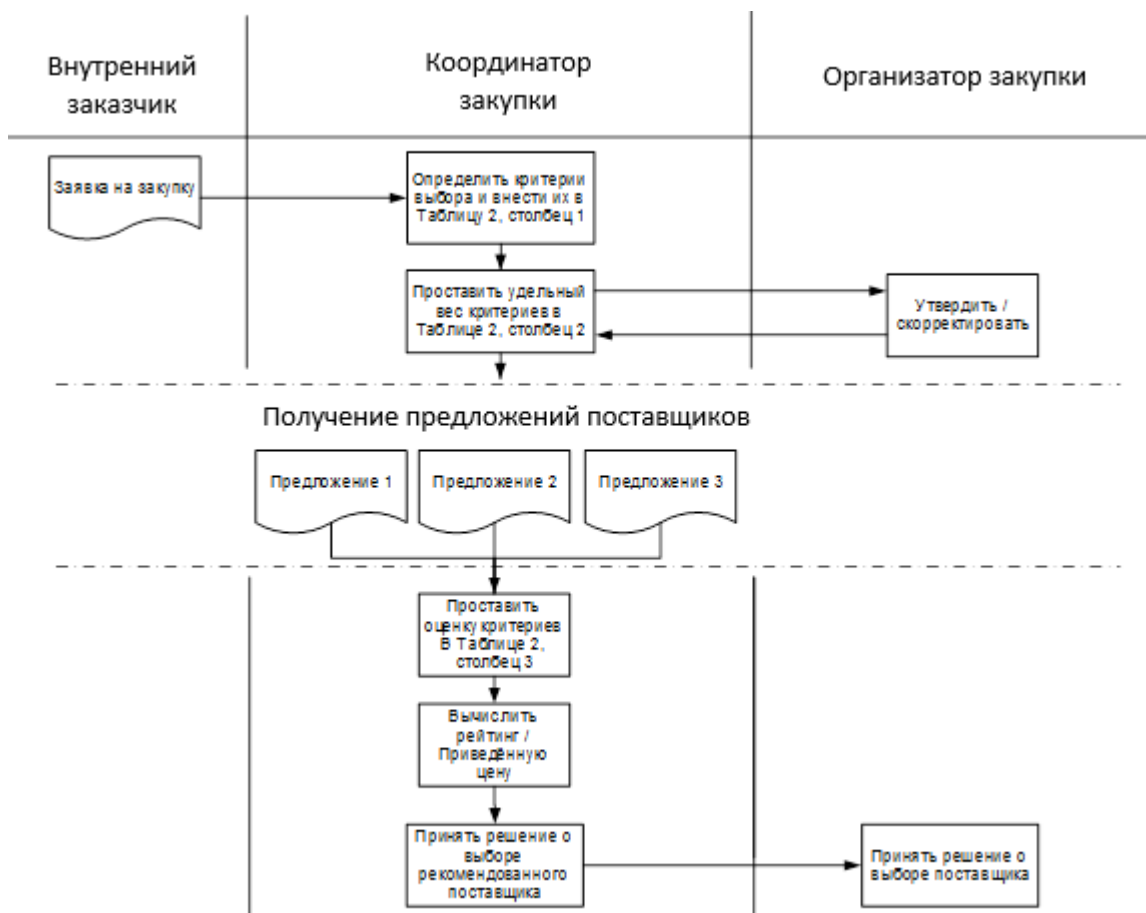 Внутренний
заказчик
Координатор
закупки
Организатор закупки
Заявка на закупку
Определить критерии
выбора и внести их в
Таблицу 2, столбец 1
Проставить удельный
вес критериев в
Таблице 2, столбец 2
Утвердить /
скорректировать
Получение предложений поставщиков
Предложение 1
Предложение 2
Предложение 3
Проставить
оценку критериев
В Таблице 2,
столбец 3
Вычислить
рейтинг /
Приведённую
цену
Принять решение о
выборе
рекомендованного
поставщика
Принять решение о
выборе поставщика